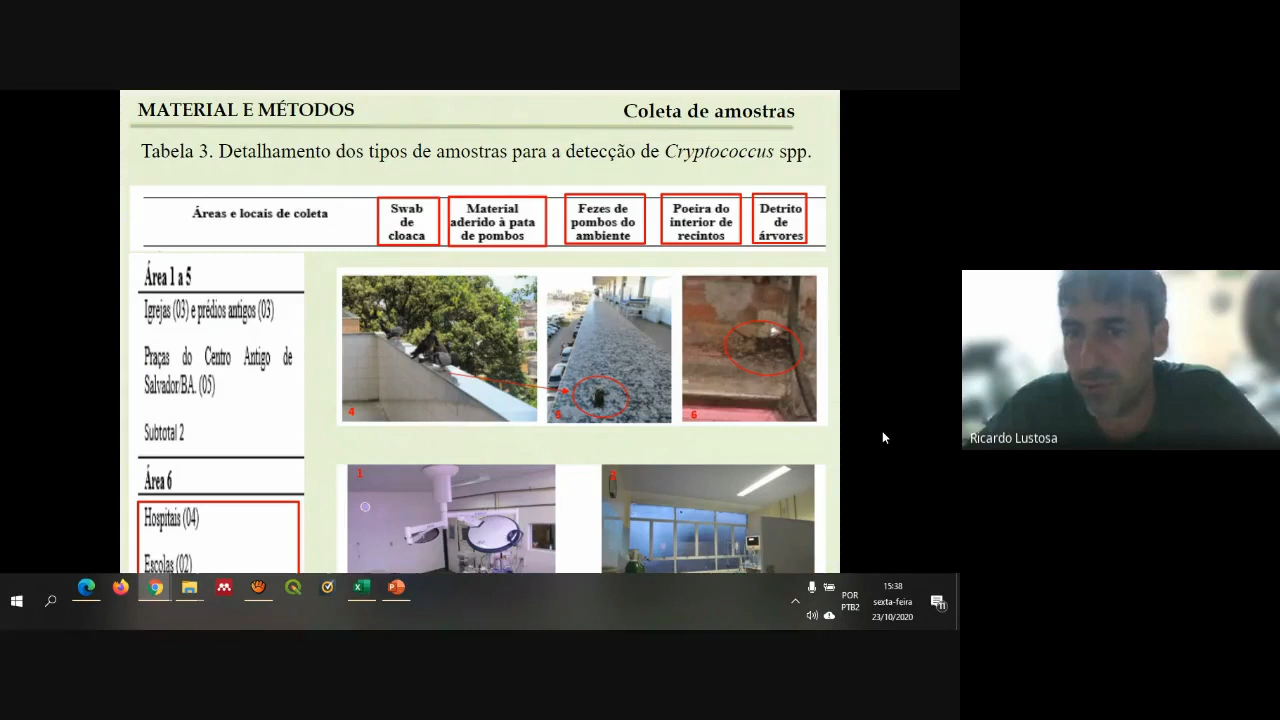 MATERIAL E MÉTODOS
Coleta de amostras
Tabela 3. Detalhamento dos tipos de amostras para a detecção de Cryptococcus spp.
Áreas e locais de coleta
Swab
de
cloaca
Material
aderido à pata
de pombos
Fezes de
pombos do
ambiente
Poeira do
interior de
recintos
Detrito
de
árvores
Área 1 a 5
Igrejas (03) e prédios antigos (03)
Praças do Centro Antigo de
Salvador/BA. (05)
Subtotal 2
Área 6
Hospitais (04)
Escolas (02)
4
6
1
Ricardo Lustosa
POR
PTB2
15:38
sexta-feira
23/10/2020
11